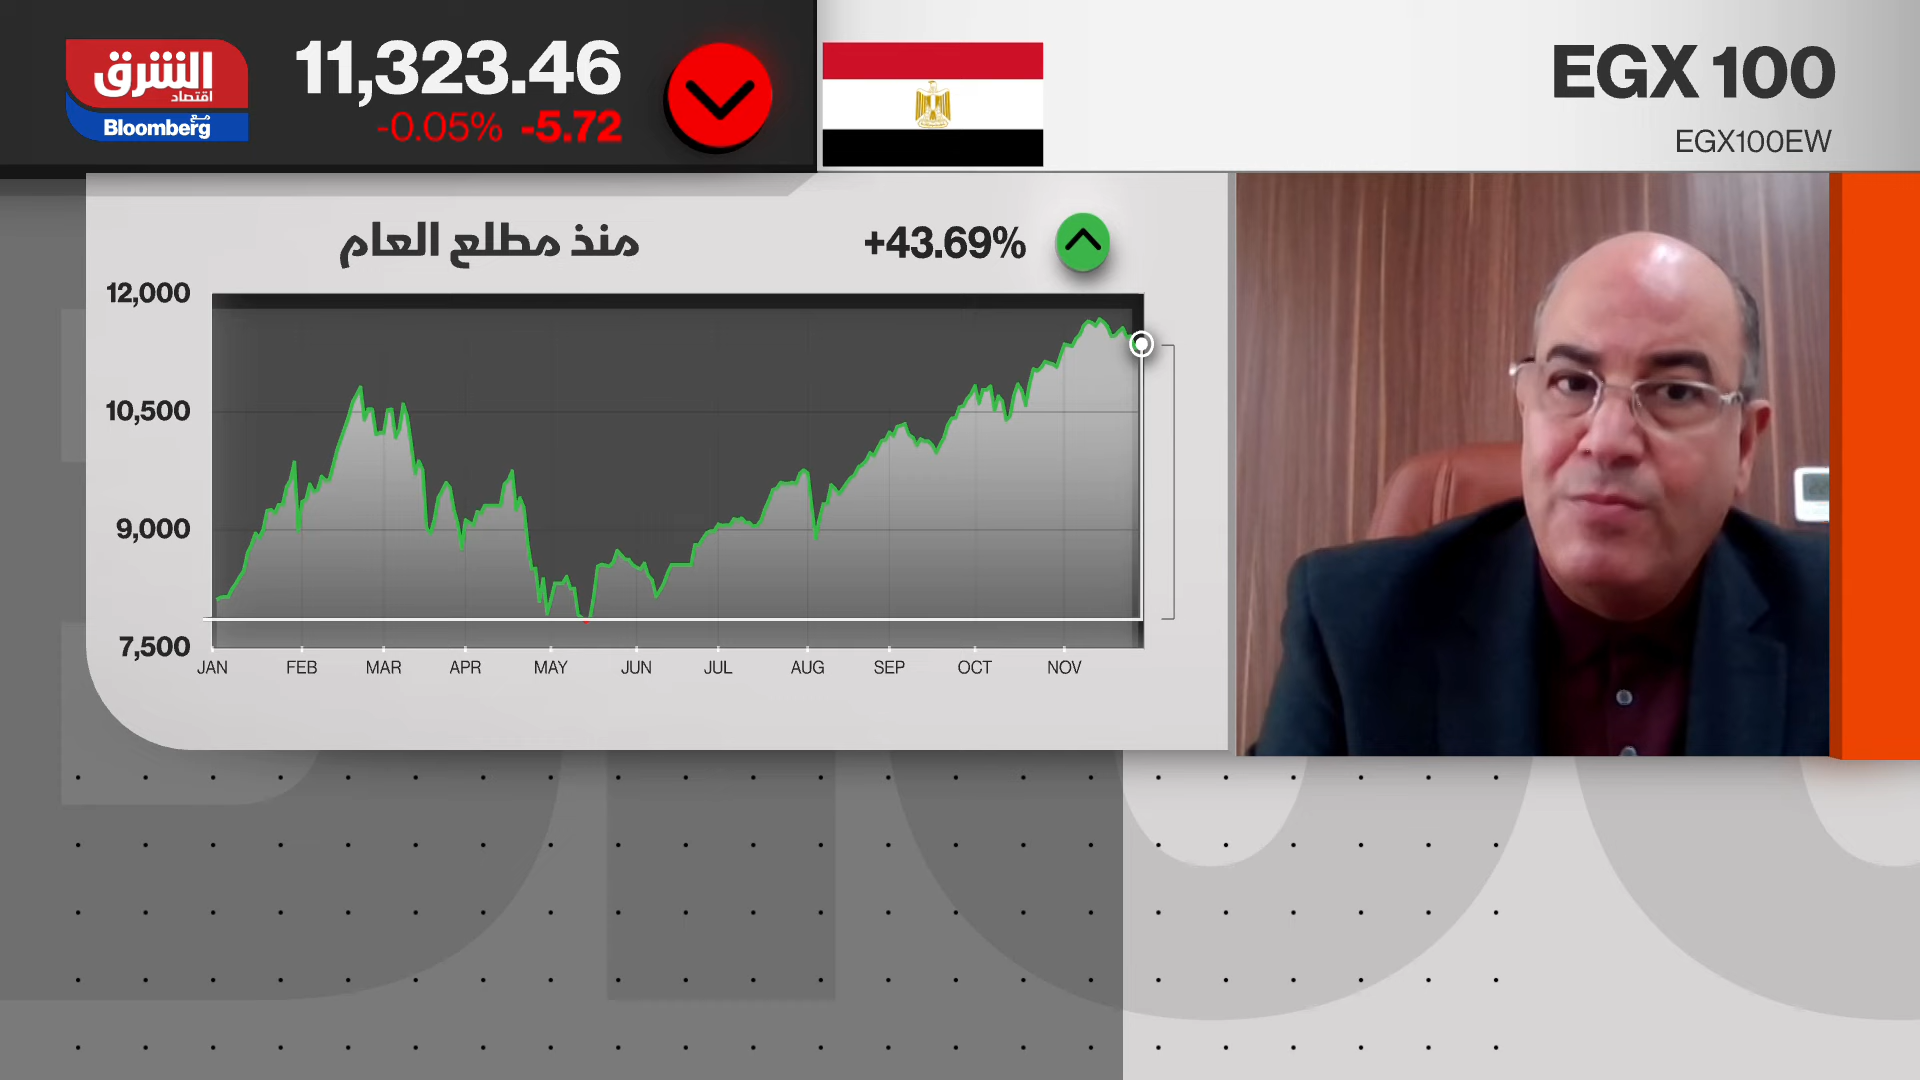 الشرق
اقتصاد
مع
Bloomberg
11,323.46
-0.05% -5.72
EGX 100
EGX100EW
منذ مطلع العام
+43.69%
12,000
10,500
9,000
7,500
JAN FEB MAR APR MAY JUN JUL AUG SEP OCT NOV